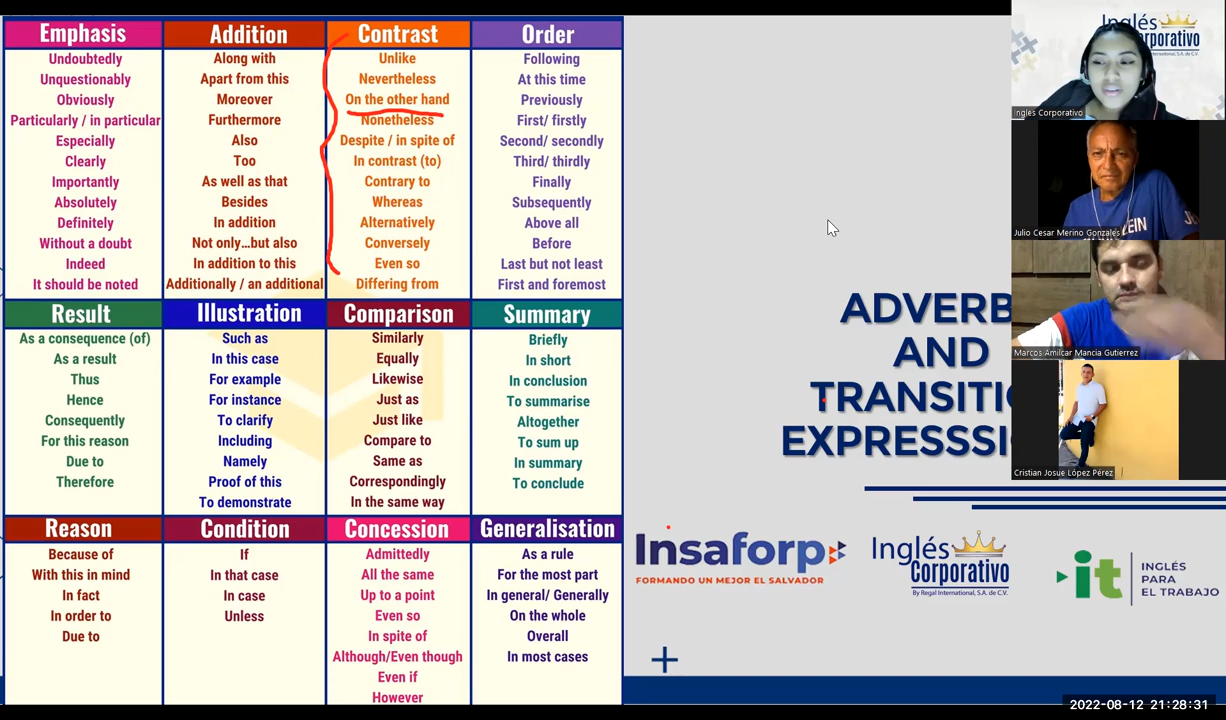 Emphasis
Undoubtedly
Unquestionably
Obviously
Particularly / in particular
Especially
Clearly
Importantly
Absolutely
Definitely
Without a doubt
Indeed
It should be noted
Addition
Along with
Apart from this
Moreover
Furthermore
Also
Too
As well as that
Besides
In addition
Not only...but also
In addition to this
Additionally / an additional
Contrast
Unlike
Nevertheless
On the other hand
Nonetheless
Despite / in spite of
In contrast (to)
Contrary to
Whereas
Alternatively
Conversely
Even so
Differing from
Order
Following
At this time
Previously
First/ firstly
Second/ secondly
Third/ thirdly
Finally
Subsequently
Above all
Before
Last but not least
First and foremost
Result
As a consequence (of)
As a result
Thus
Hence
Consequently
For this reason
Due to
Therefore
Illustration
Such as
In this case
For example
For instance
To clarify
Including
Namely
Proof of this
To demonstrate
Comparison
Similarly
Equally
Likewise
Just as
Just like
Compare to
Same as
Correspondingly
In the same way
Summary
Briefly
In short
In conclusion
To summarise
Altogether
To sum up
In summary
To conclude
Reason
Because of
With this in mind
In fact
In order to
Due to
Condition
If
In that case
In case
Unless
Concession
Admittedly
All the same
Up to a point
Even so
In spite of
Although/Even though
Even if
However
Generalisation
As a rule
For the most part
In general/ Generally
On the whole
Overall
In most cases
ADVERB
AND
TRANSITI
EXPRESSSI
Insaforp
FORMANDO UN MEJOR EL SALVADOR
Inglés
Corporativo
By Regal International, S.A. de C.V.
it
INGLÉS
PARA
EL TRABAJO
Inglés
orporativo
Ingles Corporativo
Julio Cesar Merino Gonzales
Marcos Amilcar Mancia Gutierrez
Cristian Josue López Pérez
2022-08-12 21:28:31